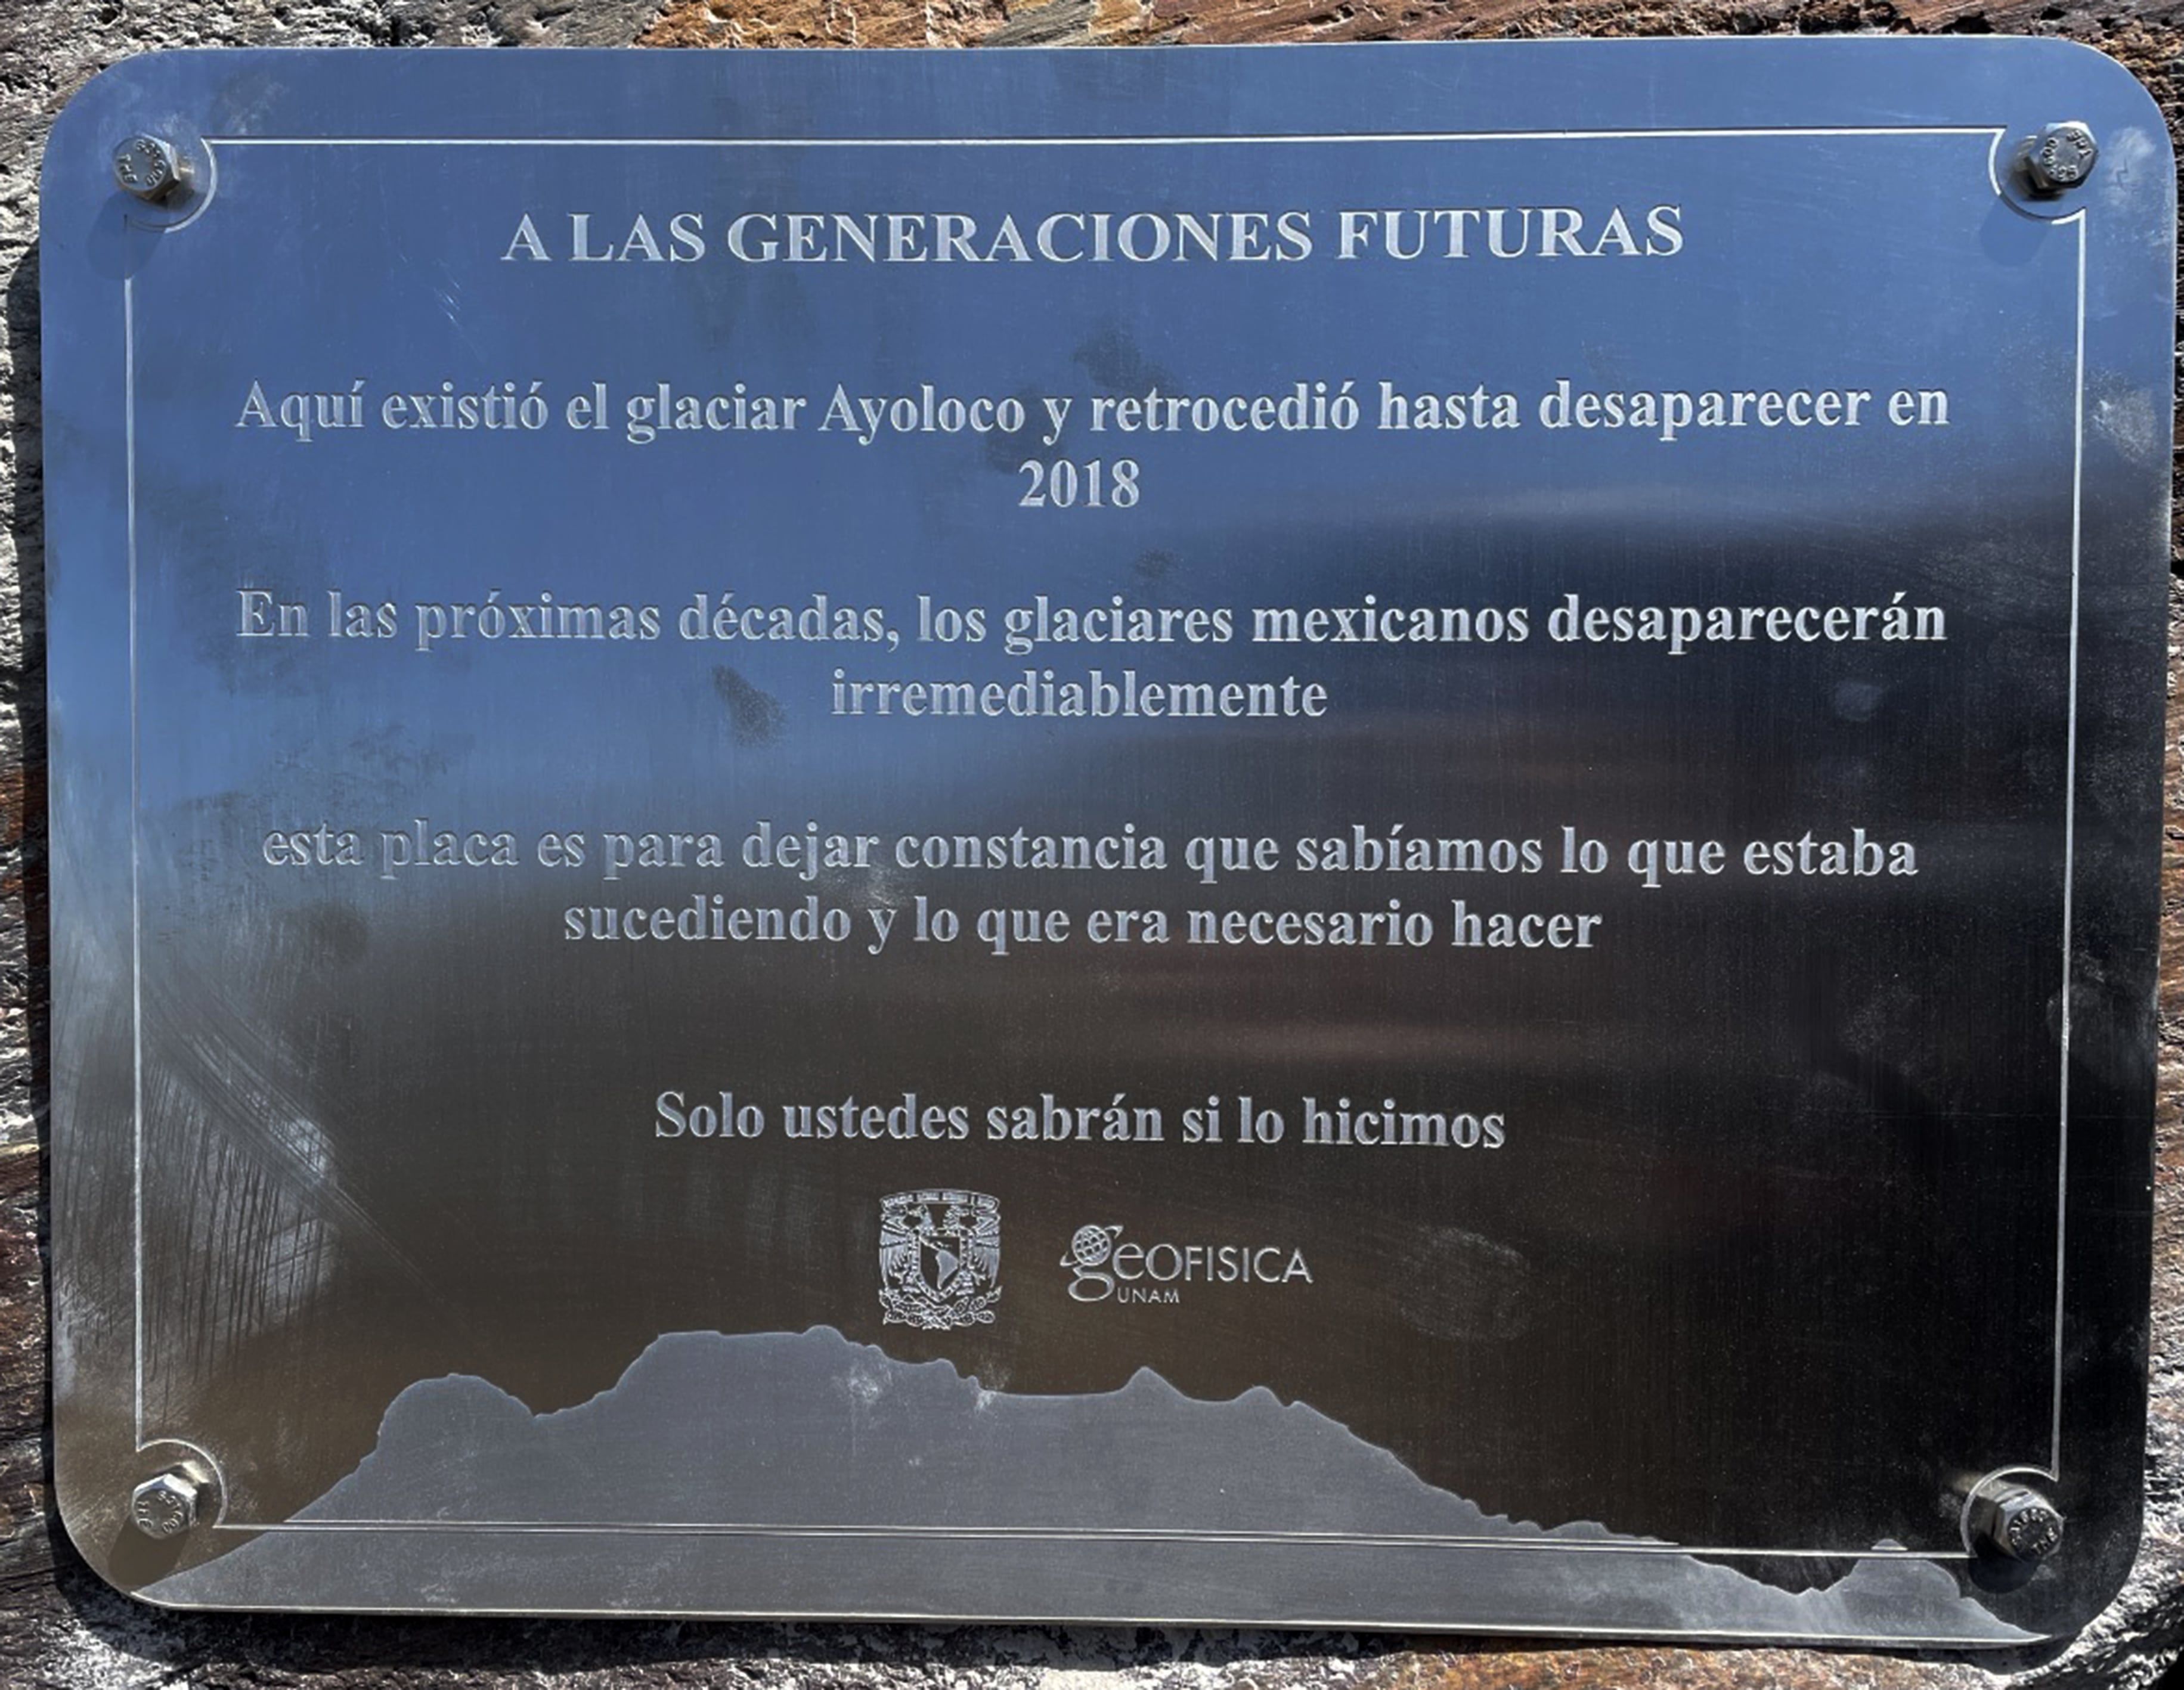 A LAS GENERACIONES FUTURAS
Aquí existió el glaciar Ayoloco y retrocedió hasta desaparecer en
2018
En las próximas décadas, los glaciares mexicanos desaparecerán
irremediablemente
esta placa es para dejar constancia que sabíamos lo que estaba
sucediendo y lo que era necesario hacer
Solo ustedes sabrán si lo hicimos
geOFISICA
UNAM